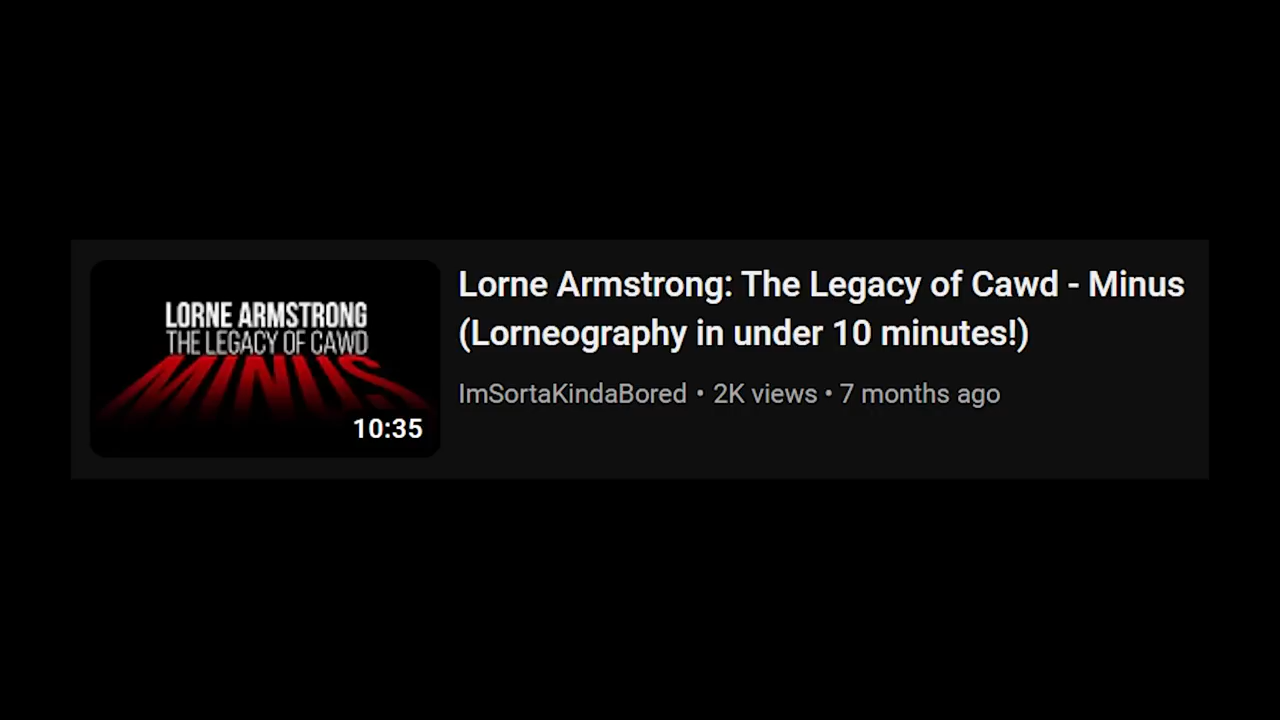 LORNE ARMSTRONG
THE LEGACY OF CAWD
MINUS
10:35
Lorne Armstrong: The Legacy of Cawd - Minus
(Lorneography in under 10 minutes!)
ImSortaKindaBored • 2K views • 7 months ago